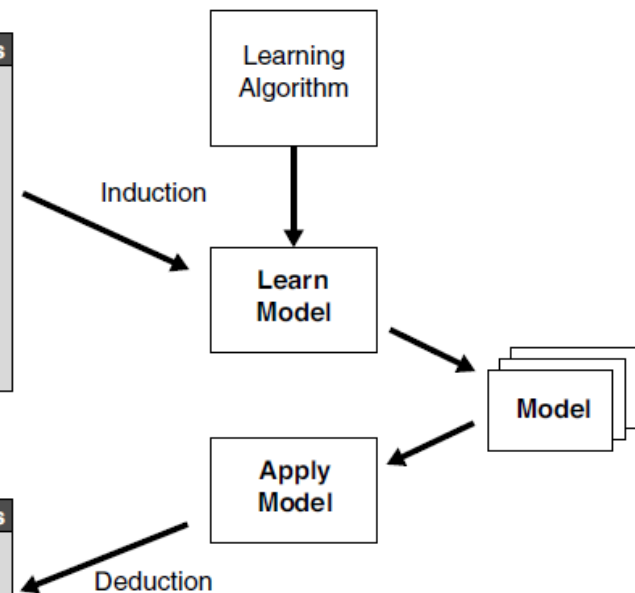 s
Learning
Algorithm
Induction
Learn
Model
Model
Apply
Model
s
Deduction